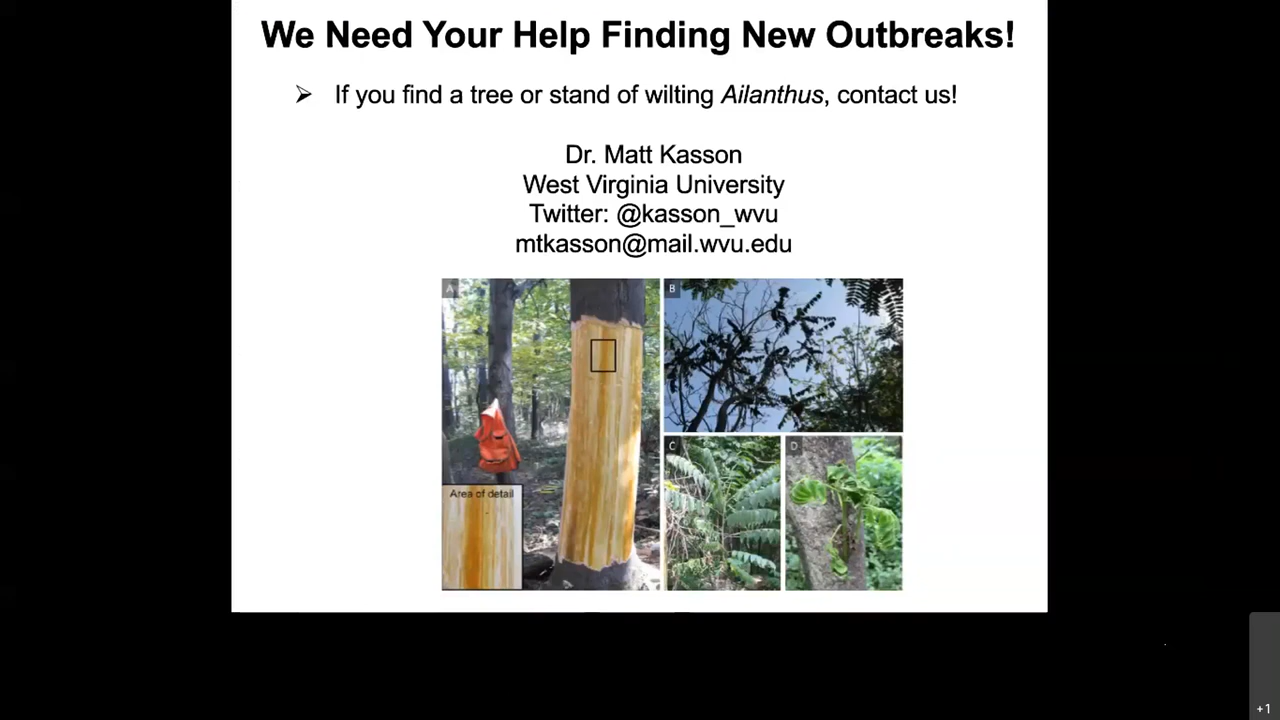 We Need Your Help Finding New Outbreaks!
➢ If you find a tree or stand of wilting Ailanthus, contact us!
Dr. Matt Kasson
West Virginia University
Twitter: @kasson_wvu
mtkasson@mail.wvu.edu
A
B
C
D
Area of detail
+1